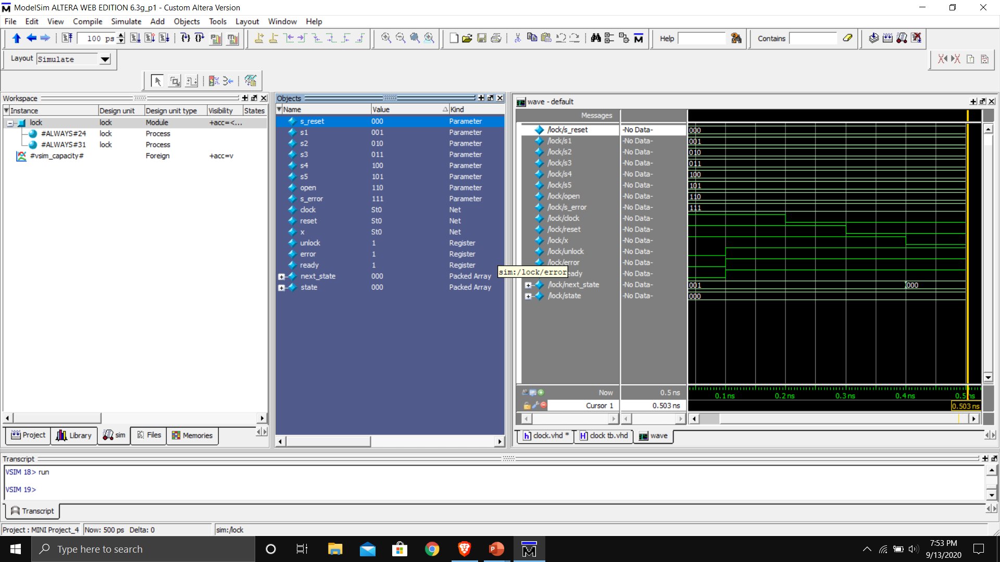 ModelSim ALTERA WEB EDITION 6.3g_p1 - Custom Altera Version
File Edit View Compile Simulate Add Objects Tools Layout Window Help
100 ps Help Contains
Layout Simulate
Workspace
Instance Design unit Design unit type Visibility States
lock lock Module +acc=<...
#ALWAYS#24 lock Process
#ALWAYS#31 lock Process
#vsim_capacity# Foreign +acc=v
Objects
Name Value Kind
s_reset 000 Parameter
s1 001 Parameter
s2 010 Parameter
s3 011 Parameter
s4 100 Parameter
s5 101 Parameter
open 110 Parameter
s_error 111 Parameter
clock St0 Net
reset St0 Net
x St0 Net
unlock 1 Register
error 1 Register
ready 1 Register
next_state 000 Packed Array
state 000 Packed Array
sim:/lock/error
wave - default
Messages
/lock/s_reset -No Data- 000
/lock/s1 -No Data- 001
/lock/s2 -No Data- 010
/lock/s3 -No Data- 011
/lock/s4 -No Data- 100
/lock/s5 -No Data- 101
/lock/open -No Data- 110
/lock/s_error -No Data- 111
/lock/clock -No Data-
/lock/reset -No Data-
/lock/x -No Data-
/lock/unlock -No Data-
/lock/error -No Data-
eady -No Data-
/lock/next_state -No Data- 001 000
/lock/state -No Data- 000
Now 0.5 ns 0.1 ns 0.2 ns 0.3 ns 0.4 ns 0.5 ns
Cursor 1 0.503 ns 0.503 ns
Project Library sim Files Memories
clock.vhd * clock tb.vhd wave
Transcript
VSIM 18> run
VSIM 19>
Transcript
Project : MINI Project_4 Now: 500 ps Delta: 0 sim:/lock
Type here to search
7:53 PM
9/13/2020